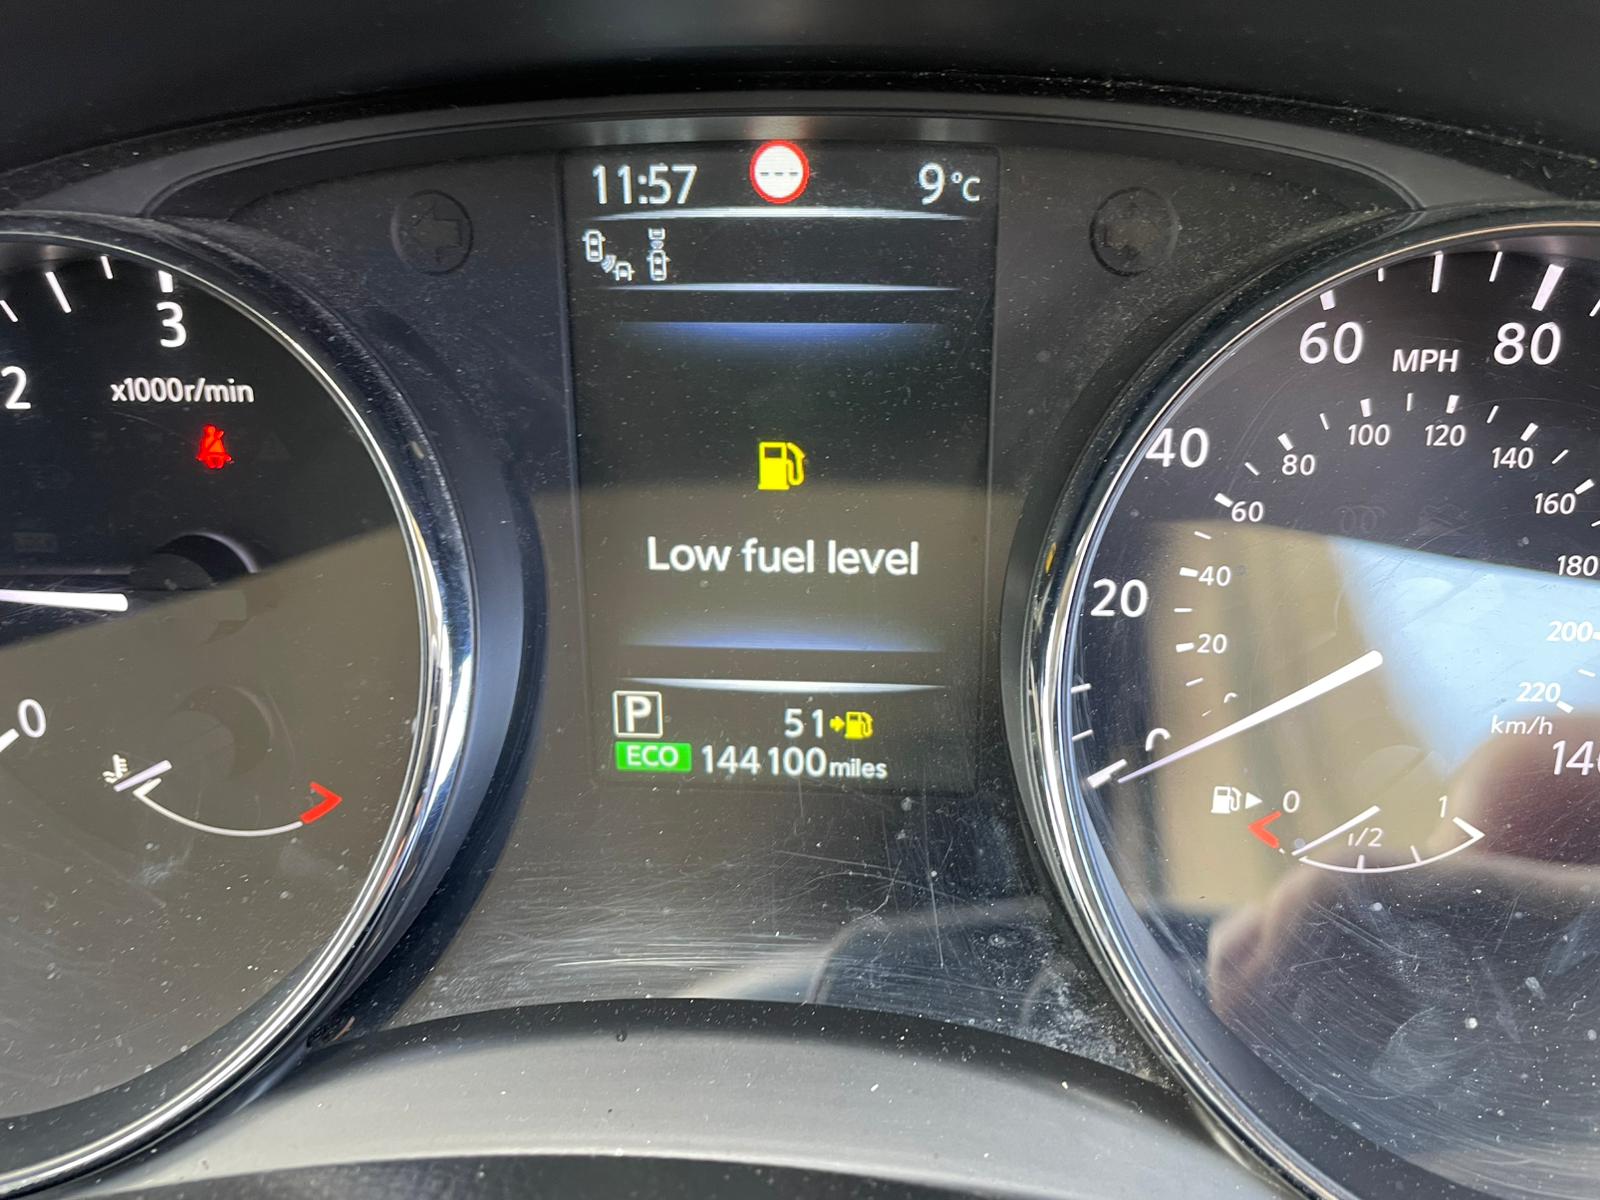 11:57 9°C
3
2
x1000r/min
0
Low fuel level
P 51
ECO 144100miles
60 MPH 80
40
20
20 40 60 80 100 120 140 160 180 200 220
km/h
0 1/2 1